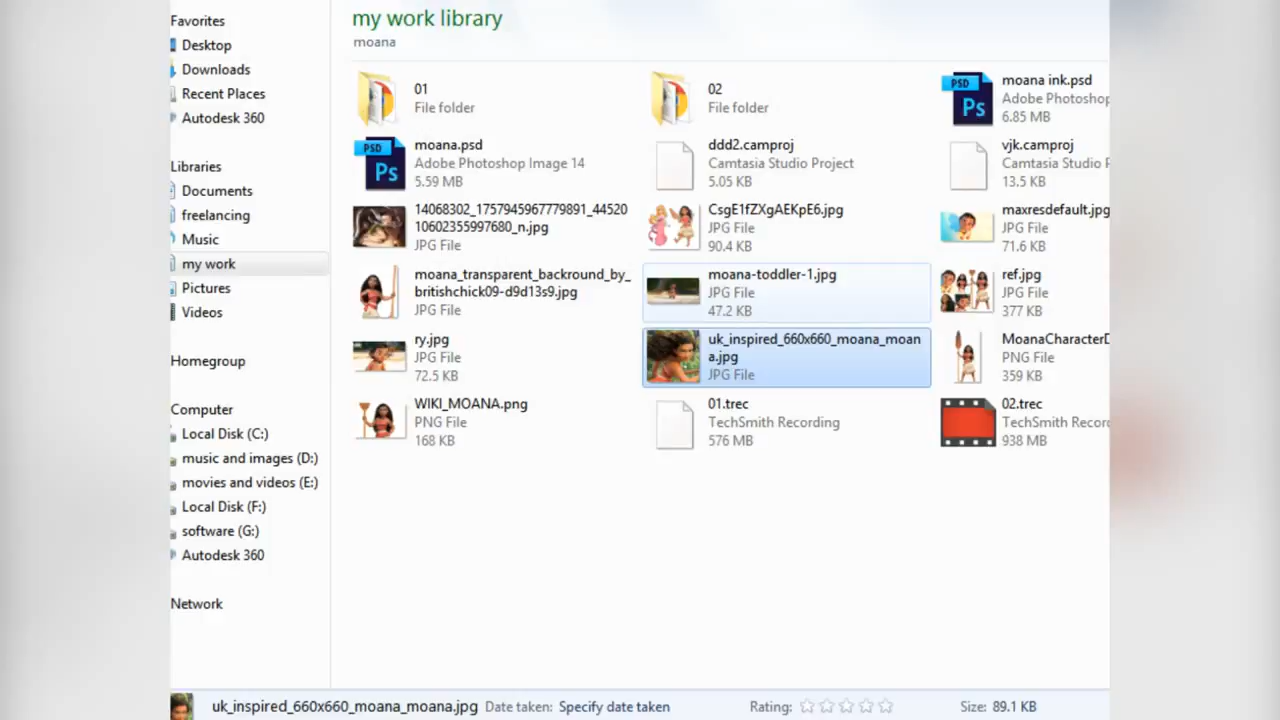 Favorites
Desktop
Downloads
Recent Places
Autodesk 360
Libraries
Documents
freelancing
Music
my work
Pictures
Videos
Homegroup
Computer
Local Disk (C:)
music and images (D:)
movies and videos (E:)
Local Disk (F:)
software (G:)
Autodesk 360
Network
my work library
moana
01
File folder
02
File folder
PSD
Ps
moana ink.psd
Adobe Photoshop
6.85 MB
PSD
Ps
moana.psd
Adobe Photoshop Image 14
5.59 MB
ddd2.camproj
Camtasia Studio Project
5.05 KB
vjk.camproj
Camtasia Studio P
13.5 KB
14068302_1757945967779891_44520
10602355997680_n.jpg
JPG File
CsgE1fZXgAEKpE6.jpg
JPG File
90.4 KB
maxresdefault.jpg
JPG File
71.6 KB
moana_transparent_backround_by_
britishchick09-d9d13s9.jpg
JPG File
moana-toddler-1.jpg
JPG File
47.2 KB
ref.jpg
JPG File
377 KB
ry.jpg
JPG File
72.5 KB
uk_inspired_660x660_moana_moan
a.jpg
JPG File
MoanaCharacterD
PNG File
359 KB
WIKI_MOANA.png
PNG File
168 KB
01.trec
TechSmith Recording
576 MB
02.trec
TechSmith Recor
938 MB
uk_inspired_660x660_moana_moana.jpg Date taken: Specify date taken Rating: Size: 89.1 KB